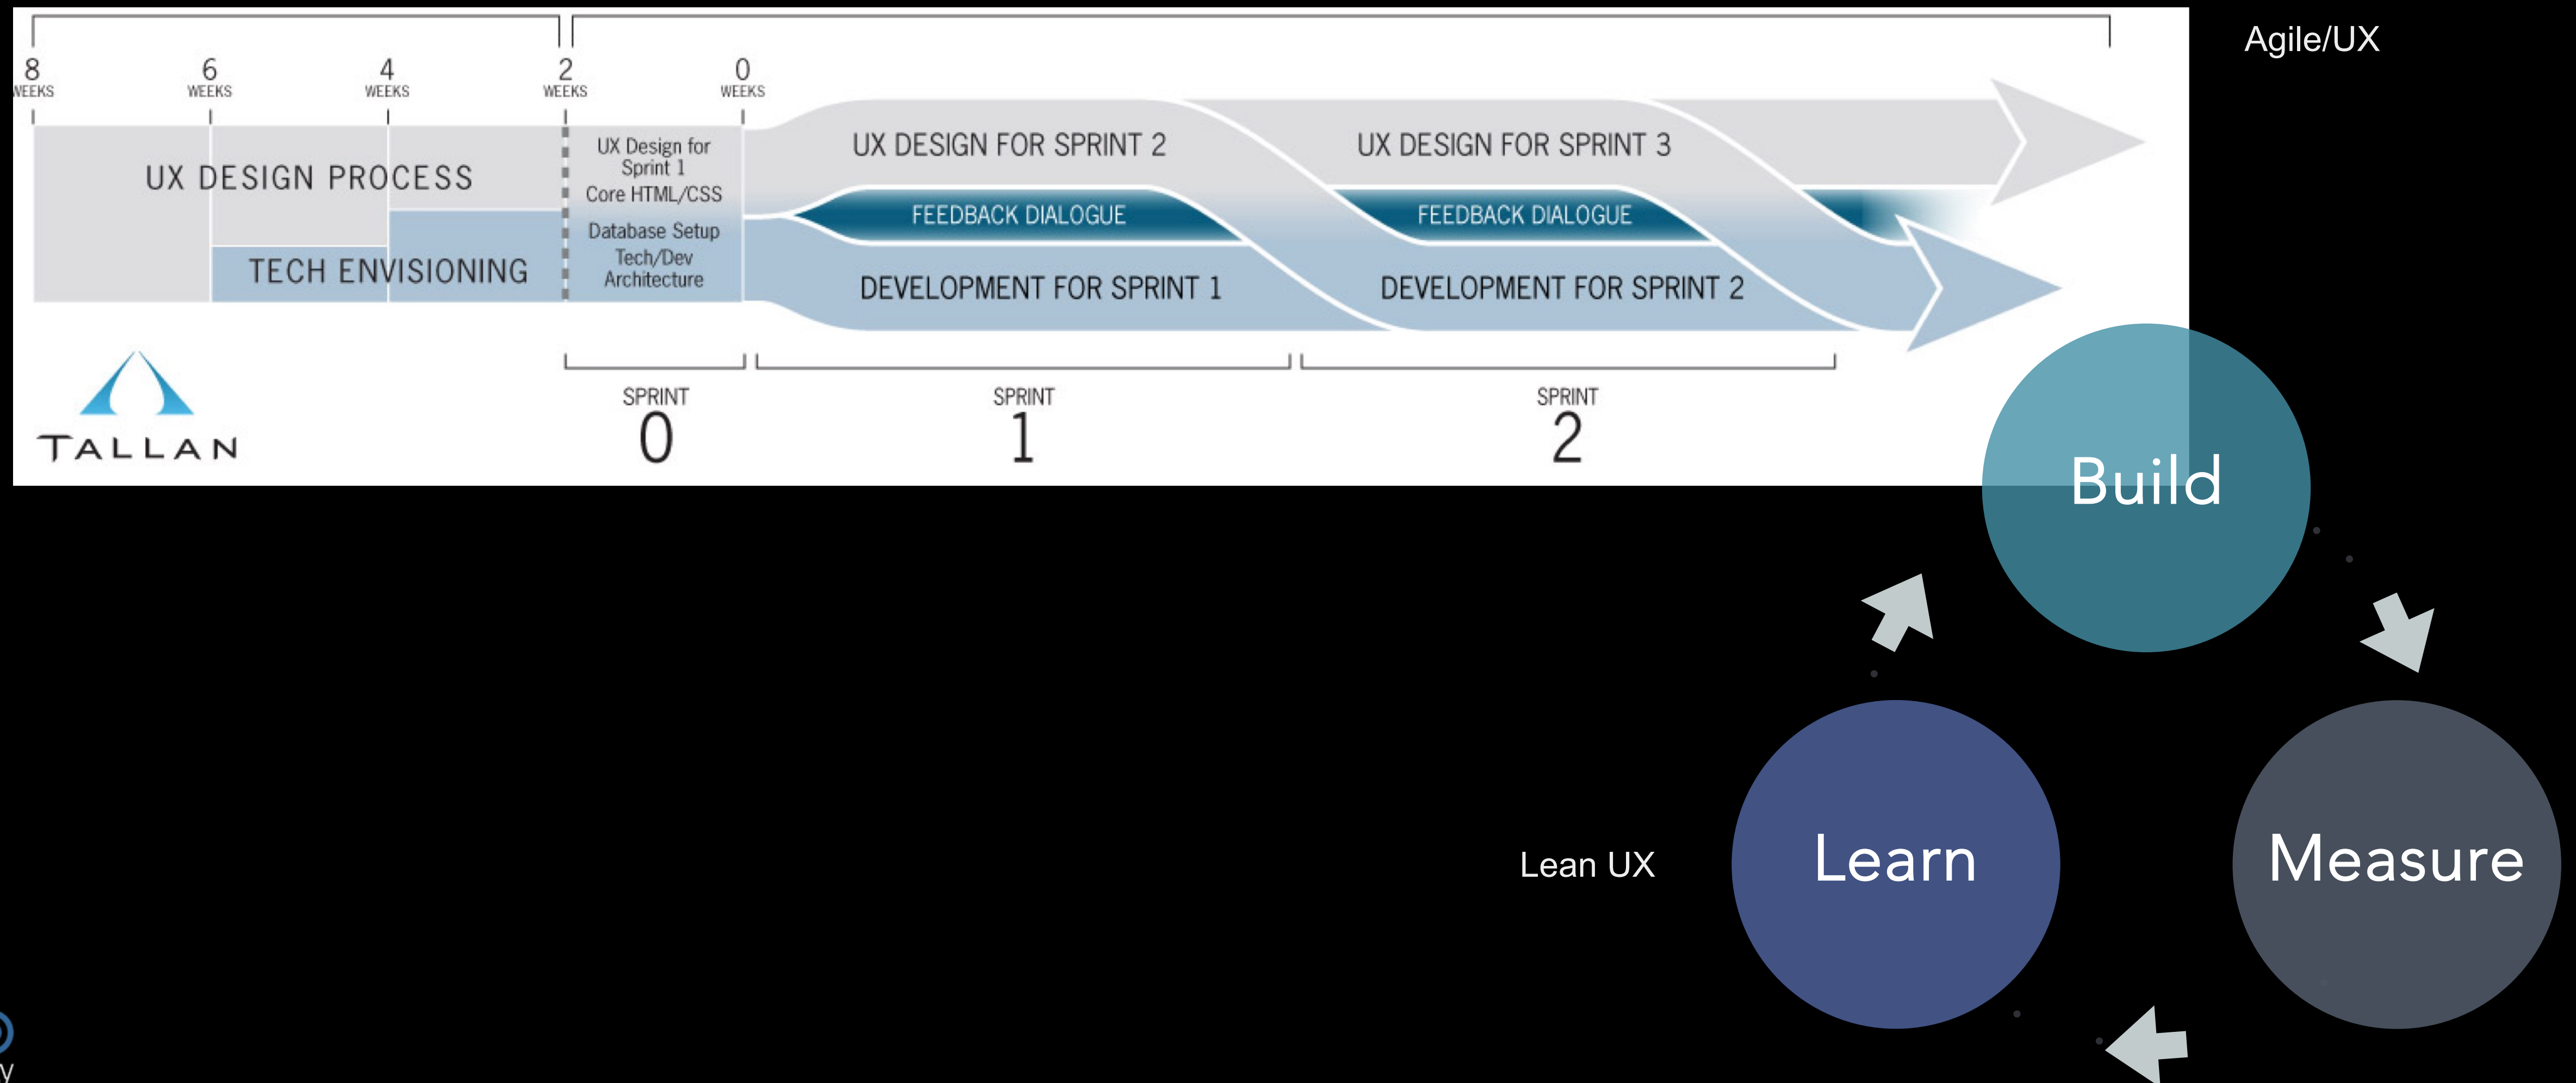 Agile/UX
8 6 4 2 0
WEEKS WEEKS WEEKS WEEKS WEEKS
UX DESIGN PROCESS
TECH ENVISIONING
UX Design for
Sprint 1
Core HTML/CSS
Database Setup
Tech/Dev
Architecture
UX DESIGN FOR SPRINT 2
UX DESIGN FOR SPRINT 3
FEEDBACK DIALOGUE
FEEDBACK DIALOGUE
DEVELOPMENT FOR SPRINT 1
DEVELOPMENT FOR SPRINT 2
SPRINT
0
SPRINT
1
SPRINT
2
TALLAN
Build
Measure
Learn
Lean UX